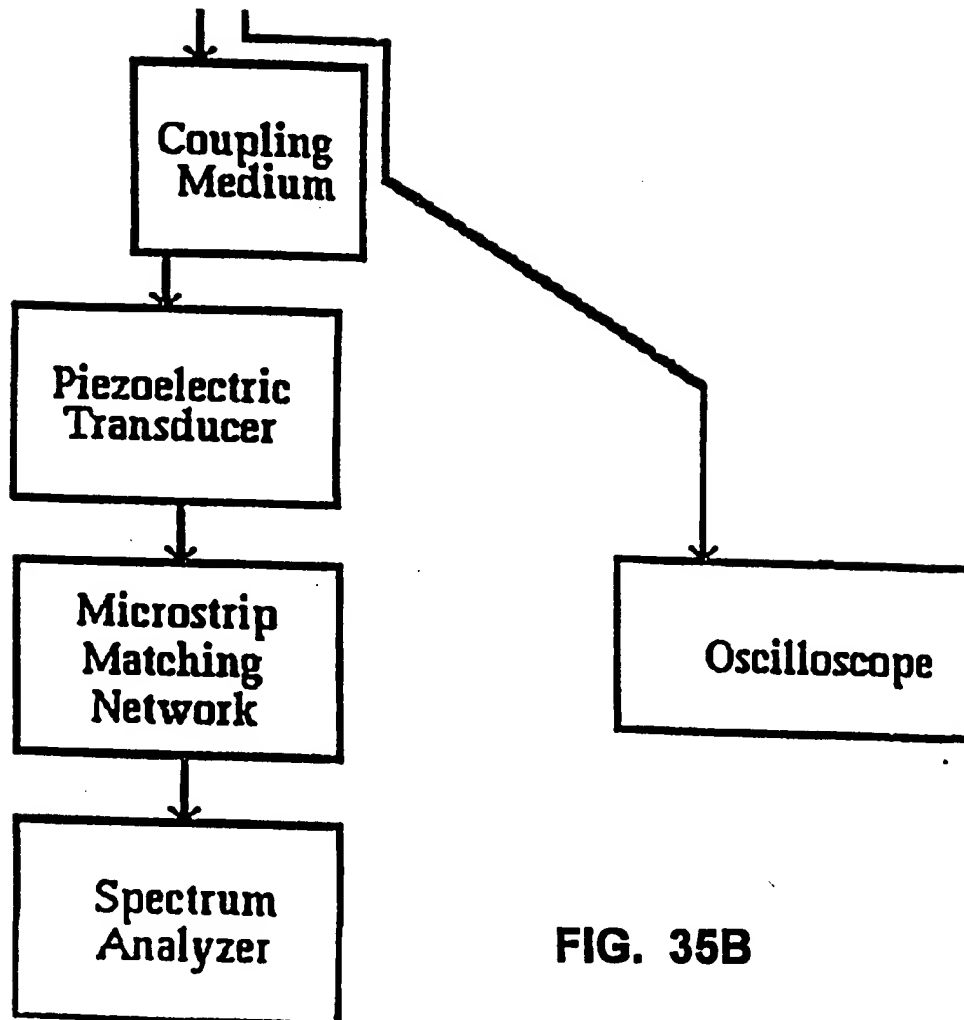 Coupling
Medium
Piezoelectric
Transducer
Microstrip
Matching
Network
Oscilloscope
Spectrum
Analyzer
FIG. 35B